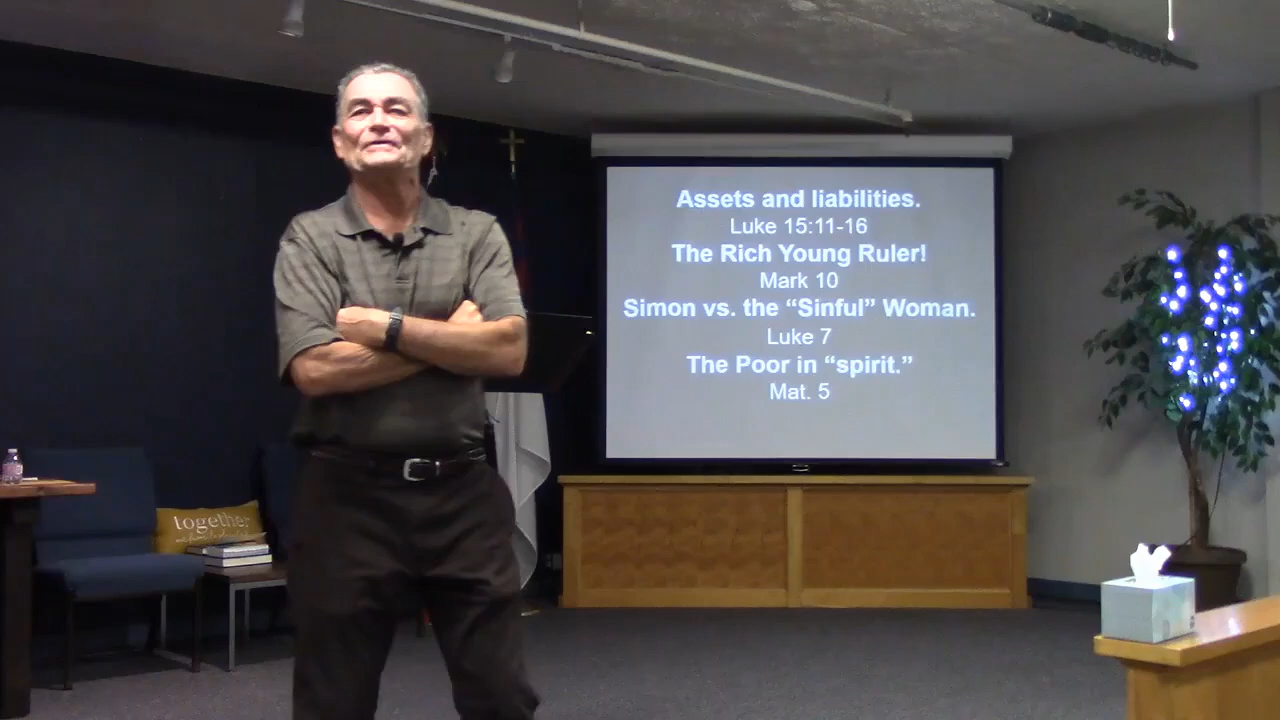 Assets and liabilities.
Luke 15:11-16
The Rich Young Ruler!
Mark 10
Simon vs. the “Sinful” Woman.
Luke 7
The Poor in “spirit.”
Mat. 5
together